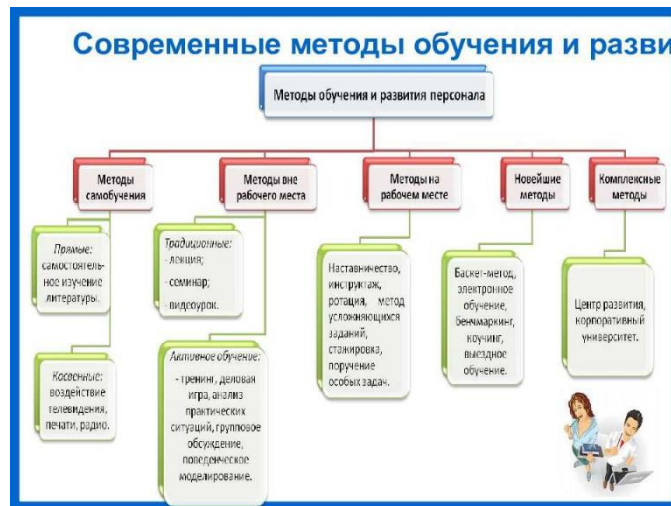 Современные методы обучения и разви
Методы обучения и развития персонала
Методы
самобучения
Методы вне
рабочего места
Методы на
рабочем месте
Новейшие
методы
Комплексные
методы
Прямые:
самостоятель-
ное изучение
литературы.
Косвенные:
воздействие
телевидения,
печати, радио.
Традиционные:
- лекция;
- семинар;
- видеоурок.
Активное обучение:
- тренинг, деловая
игра, анализ
практических
ситуаций, групповое
обсуждение,
поведенческое
моделирование.
Наставничество,
инструктаж,
ротация, метод
усложняющихся
заданий,
стажировка,
поручение
особых задач.
Баскет-метод,
электронное
обучение,
бенчмаркинг,
коучинг,
выездное
обучение.
Центр развития,
корпоративный
университет.